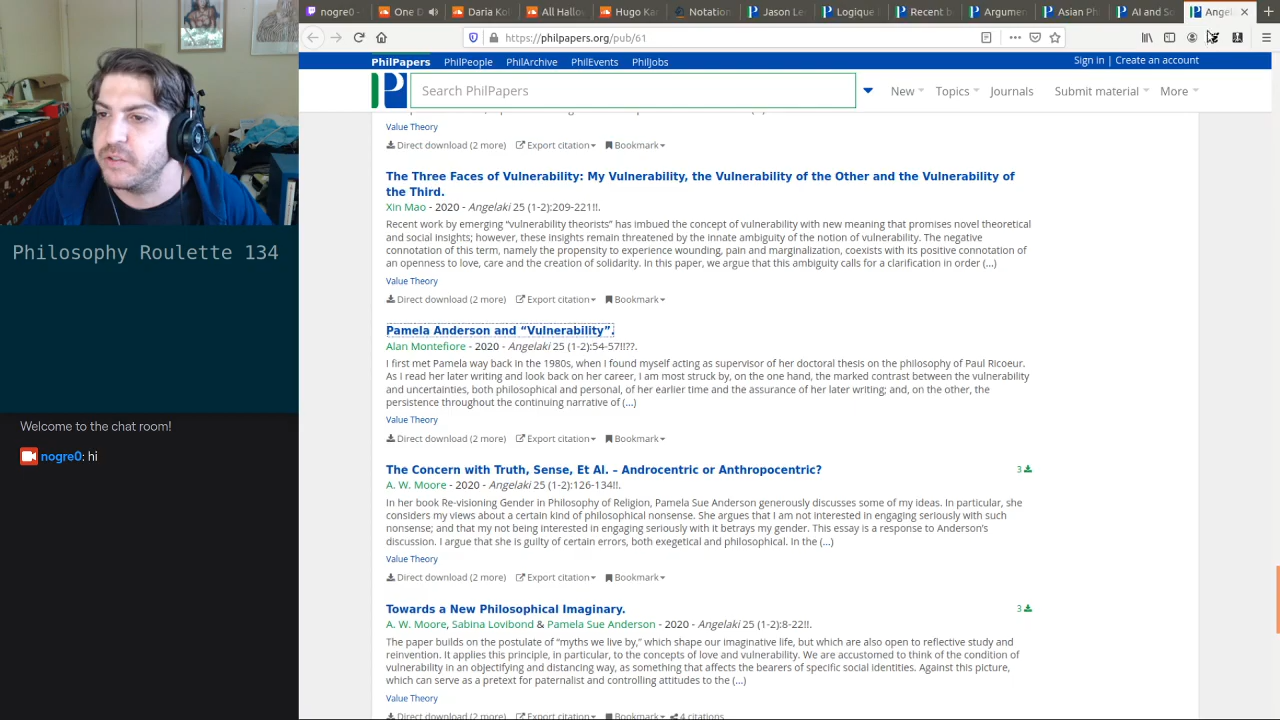 nogre0
One D
Daria Kol
All Hallow
Hugo Kan
Notation
Jason Le
Logique
Recent b
Argumen
Asian Ph
AI and So
Angel
https://philpapers.org/pub/61
PhilPapers PhilPeople PhilArchive PhilEvents PhilJobs
Sign in | Create an account
Search PhilPapers
New Topics Journals Submit material More
Value Theory
Direct download (2 more) Export citation Bookmark
The Three Faces of Vulnerability: My Vulnerability, the Vulnerability of the Other and the Vulnerability of
the Third.
Xin Mao - 2020 - Angelaki 25 (1-2):209-221!!.
Recent work by emerging “vulnerability theorists” has imbued the concept of vulnerability with new meaning that promises novel theoretical
and social insights; however, these insights remain threatened by the innate ambiguity of the notion of vulnerability. The negative
connotation of this term, namely the propensity to experience wounding, pain and marginalization, coexists with its positive connotation of
an openness to love, care and the creation of solidarity. In this paper, we argue that this ambiguity calls for a clarification in order (...)
Value Theory
Direct download (2 more) Export citation Bookmark
Pamela Anderson and “Vulnerability”.
Alan Montefiore - 2020 - Angelaki 25 (1-2):54-57!!??.
I first met Pamela way back in the 1980s, when I found myself acting as supervisor of her doctoral thesis on the philosophy of Paul Ricoeur.
As I read her later writing and look back on her career, I am most struck by, on the one hand, the marked contrast between the vulnerability
and uncertainties, both philosophical and personal, of her earlier time and the assurance of her later writing; and, on the other, the
persistence throughout the continuing narrative of (...)
Value Theory
Direct download (2 more) Export citation Bookmark
The Concern with Truth, Sense, Et Al. – Androcentric or Anthropocentric?
3
A. W. Moore - 2020 - Angelaki 25 (1-2):126-134!!.
In her book Re-visioning Gender in Philosophy of Religion, Pamela Sue Anderson generously discusses some of my ideas. In particular, she
considers my views about a certain kind of philosophical nonsense. She argues that I am not interested in engaging seriously with such
nonsense; and that my not being interested in engaging seriously with it betrays my gender. This essay is a response to Anderson’s
discussion. I argue that she is guilty of certain errors, both exegetical and philosophical. In the (...)
Value Theory
Direct download (2 more) Export citation Bookmark
Towards a New Philosophical Imaginary.
3
A. W. Moore, Sabina Lovibond & Pamela Sue Anderson - 2020 - Angelaki 25 (1-2):8-22!!.
The paper builds on the postulate of “myths we live by,” which shape our imaginative life, but which are also open to reflective study and
reinvention. It applies this principle, in particular, to the concepts of love and vulnerability. We are accustomed to think of the condition of
vulnerability in an objectifying and distancing way, as something that affects the bearers of specific social identities. Against this picture,
which can serve as a pretext for paternalist and controlling attitudes to the (...)
Value Theory
Direct download (2 more) Export citation Bookmark 4 citations
Philosophy Roulette 134
Welcome to the chat room!
nogre0: hi